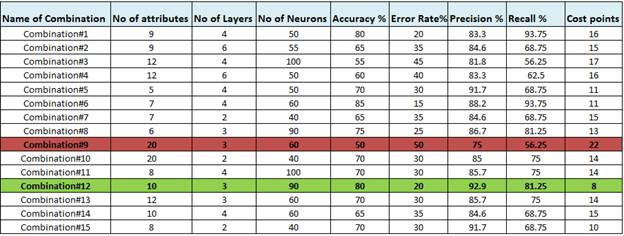 Name of Combination No of attributes No of Layers No of Neurons Accuracy % Error Rate% Precision % Recall % Cost points
Combination#1 9 4 50 80 20 83.3 93.75 16
Combination#2 9 6 55 65 35 84.6 68.75 15
Combination#3 12 4 100 55 45 81.8 56.25 17
Combination#4 12 6 50 60 40 83.3 62.5 16
Combination#5 5 4 50 70 30 91.7 68.75 11
Combination#6 7 4 60 85 15 88.2 93.75 11
Combination#7 7 2 40 65 35 84.6 68.75 15
Combination#8 6 3 90 75 25 86.7 81.25 13
Combination#9 20 3 60 50 50 75 56.25 22
Combination#10 20 2 40 70 30 85 75 14
Combination#11 8 4 100 70 30 85.7 75 14
Combination#12 10 3 90 80 20 92.9 81.25 8
Combination#13 12 3 60 70 30 85.7 75 14
Combination#14 10 4 60 65 35 84.6 68.75 15
Combination#15 8 2 40 70 30 91.7 68.75 10